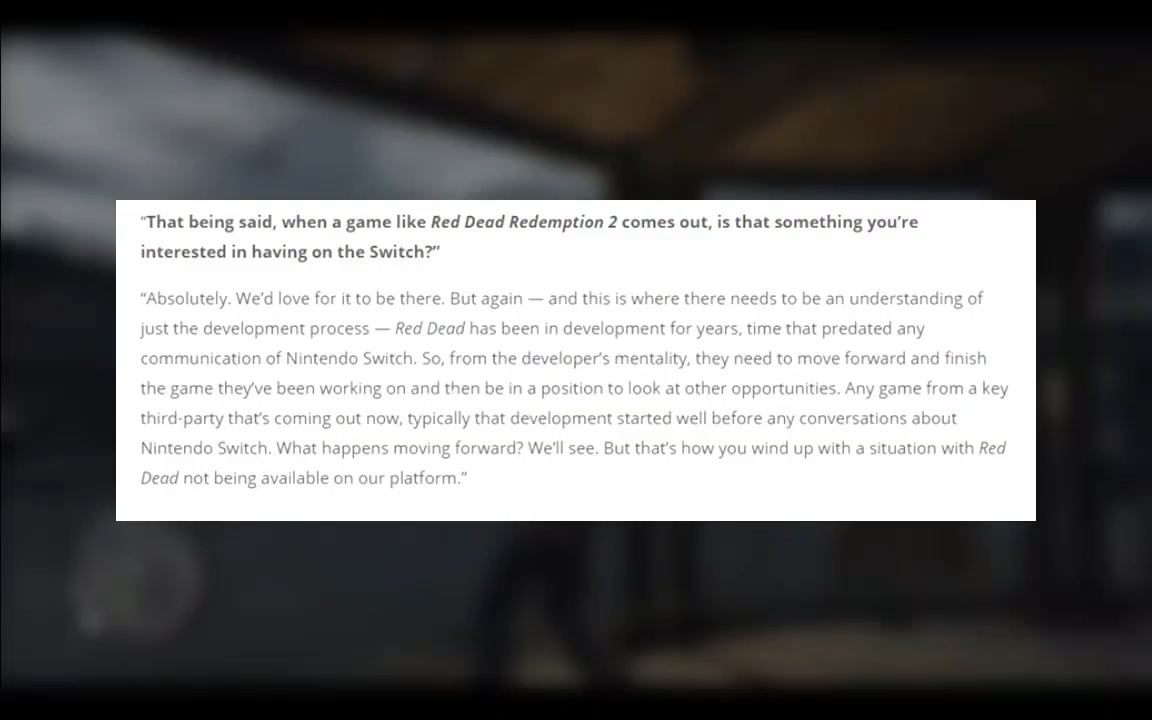 “That being said, when a game like Red Dead Redemption 2 comes out, is that something you’re
interested in having on the Switch?”
“Absolutely. We’d love for it to be there. But again — and this is where there needs to be an understanding of
just the development process — Red Dead has been in development for years, time that predated any
communication of Nintendo Switch. So, from the developer’s mentality, they need to move forward and finish
the game they’ve been working on and then be in a position to look at other opportunities. Any game from a key
third-party that’s coming out now, typically that development started well before any conversations about
Nintendo Switch. What happens moving forward? We’ll see. But that’s how you wind up with a situation with Red
Dead not being available on our platform.”